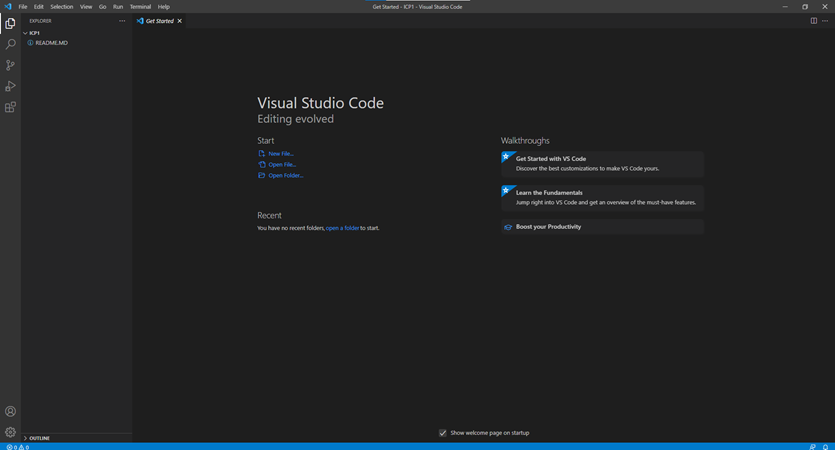 File Edit Selection View Go Run Terminal Help
Get Started - ICP1 - Visual Studio Code
EXPLORER
Get Started
ICP1
README.MD
Visual Studio Code
Editing evolved
Start
New File...
Open File...
Open Folder...
Recent
You have no recent folders, open a folder to start.
Walkthroughs
Get Started with VS Code
Discover the best customizations to make VS Code yours.
Learn the Fundamentals
Jump right into VS Code and get an overview of the must-have features.
Boost your Productivity
Show welcome page on startup
OUTLINE
0 0